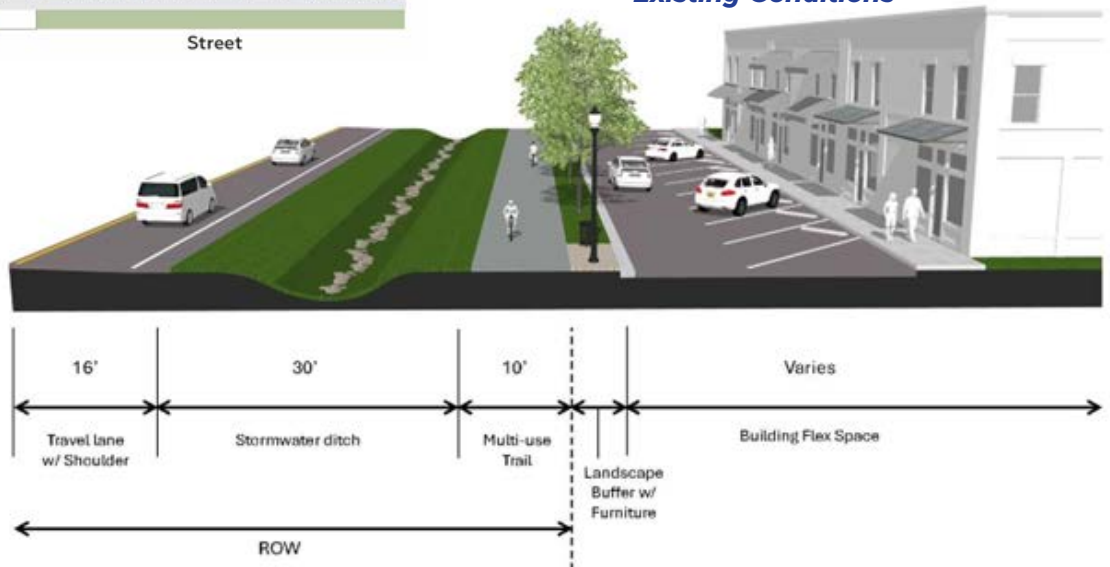 Existing Conditions
Street
16'
30'
10'
Varies
Travel lane
w/ Shoulder
Stormwater ditch
Multi-use
Trail
Landscape
Buffer w/
Furniture
Building Flex Space
ROW